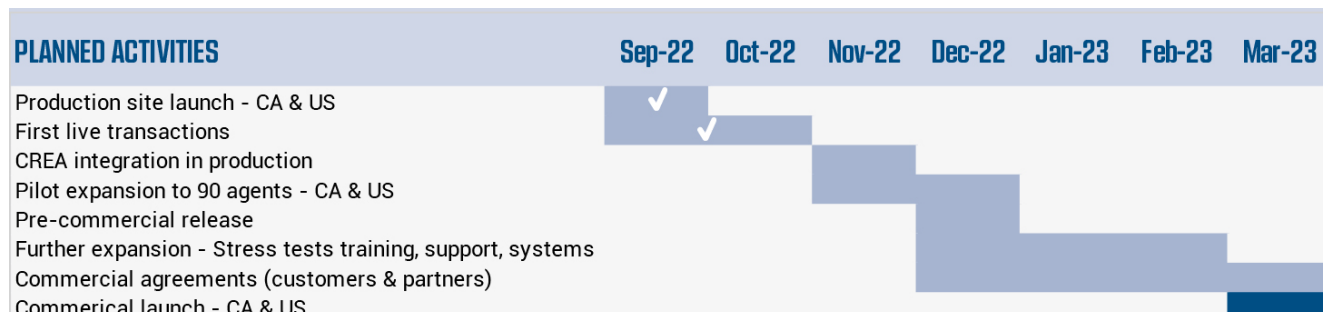 PLANNED ACTIVITIES Sep-22 Oct-22 Nov-22 Dec-22 Jan-23 Feb-23 Mar-23
Production site launch - CA & US
First live transactions
CREA integration in production
Pilot expansion to 90 agents - CA & US
Pre-commercial release
Further expansion - Stress tests training, support, systems
Commercial agreements (customers & partners)
Commerical launch - CA & US